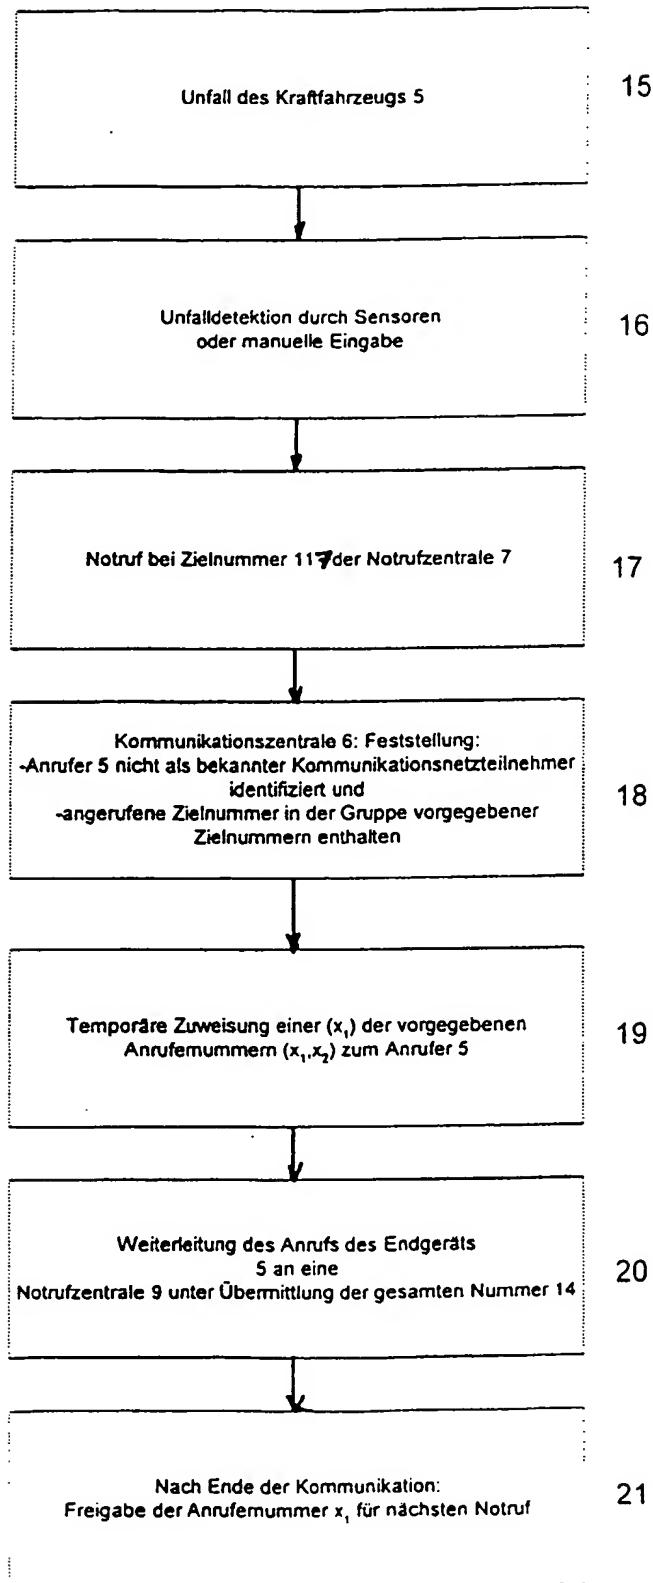 Unfall des Kraftfahrzeugs 5
15
Unfalldetektion durch Sensoren
oder manuelle Eingabe
16
Notruf bei Zielnummer 117 der Notrufzentrale 7
17
Kommunikationszentrale 6: Feststellung:
-Anrufer 5 nicht als bekannter Kommunikationsnetzteilnehmer
identifiziert und
-angerufene Zielnummer in der Gruppe vorgegebener
Zielnummern enthalten
18
Temporäre Zuweisung einer (x₁) der vorgegebenen
Anrufernummern (x₁,x₂) zum Anrufer 5
19
Weiterleitung des Anrufs des Endgeräts
5 an eine
Notrufzentrale 9 unter Übermittlung der gesamten Nummer 14
20
Nach Ende der Kommunikation:
Freigabe der Anrufernummer x₁ für nächsten Notruf
21